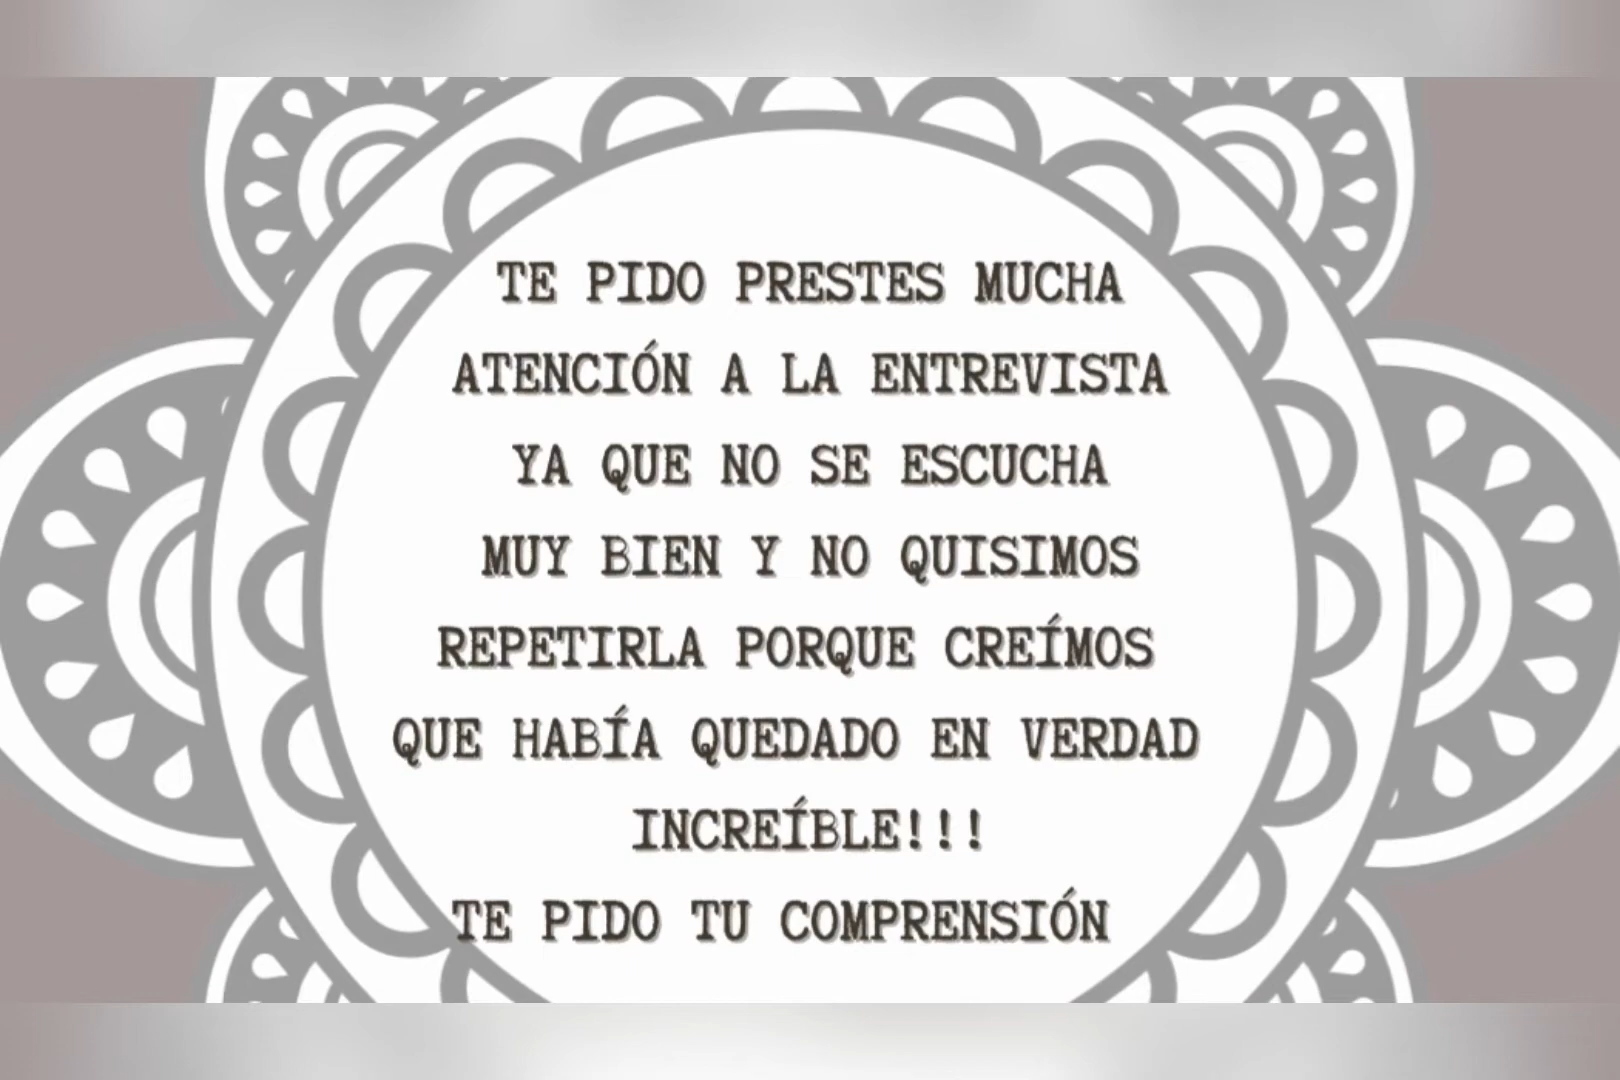 TE PIDO PRESTES MUCHA
ATENCIÓN A LA ENTREVISTA
YA QUE NO SE ESCUCHA
MUY BIEN Y NO QUISIMOS
REPETIRLA PORQUE CREÍMOS
QUE HABÍA QUEDADO EN VERDAD
INCREÍBLE!!!
TE PIDO TU COMPRENSIÓN